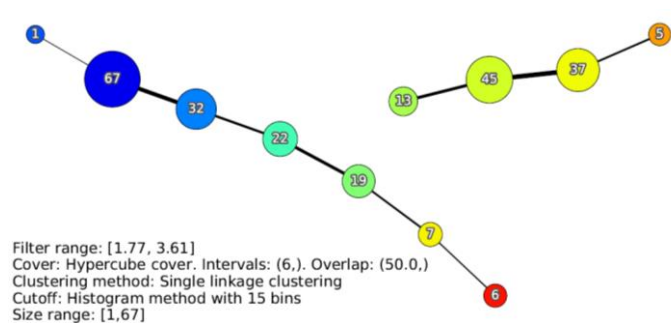 1
5
67
37
45
13
32
22
19
7
6
Filter range: [1.77, 3.61]
Cover: Hypercube cover. Intervals: (6,). Overlap: (50.0,)
Clustering method: Single linkage clustering
Cutoff: Histogram method with 15 bins
Size range: [1,67]